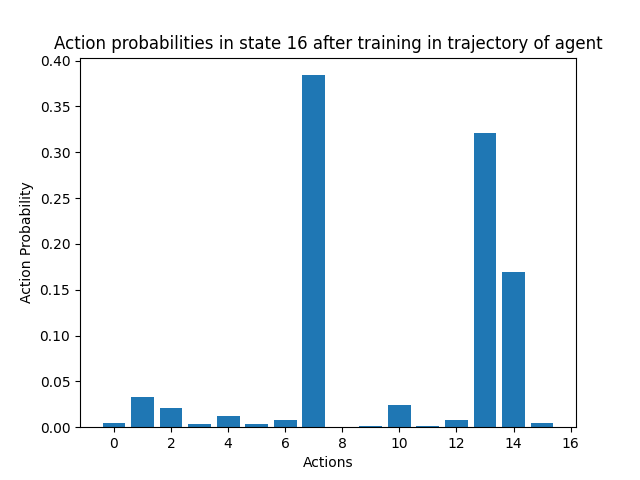 Action probabilities in state 16 after training in trajectory of agent
0.40
0.35
0.30
0.25
0.20
0.15
0.10
0.05
0.00
Action Probability
0 2 4 6 8 10 12 14 16
Actions